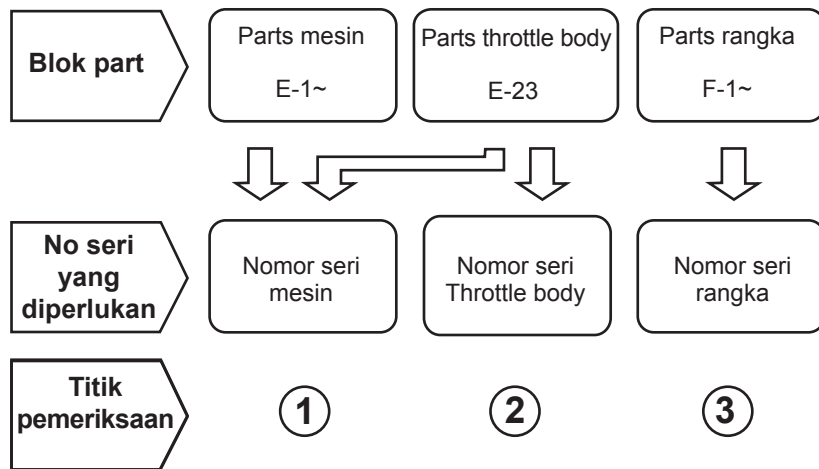 Blok part
Parts mesin
E-1~
Parts throttle body
E-23
Parts rangka
F-1~
No seri
yang
diperlukan
Nomor seri
mesin
Nomor seri
Throttle body
Nomor seri
rangka
Titik
pemeriksaan
1
2
3